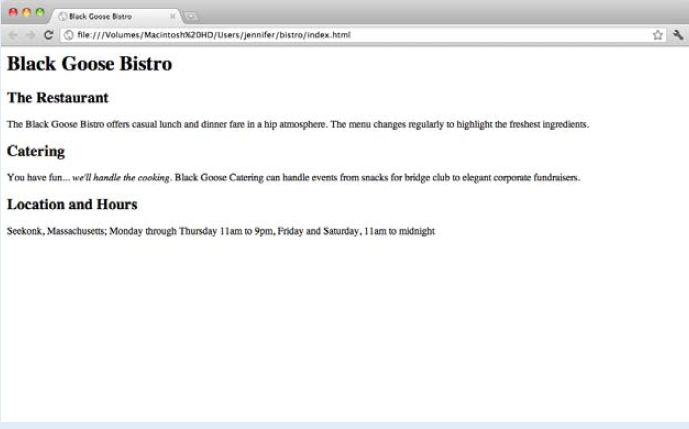 Black Goose Bistro
file:///Volumes/Macintosh%20HD/Users/jennifer/bistro/index.html
Black Goose Bistro
The Restaurant
The Black Goose Bistro offers casual lunch and dinner fare in a hip atmosphere. The menu changes regularly to highlight the freshest ingredients.
Catering
You have fun... we'll handle the cooking. Black Goose Catering can handle events from snacks for bridge club to elegant corporate fundraisers.
Location and Hours
Seekonk, Massachusetts; Monday through Thursday 11am to 9pm, Friday and Saturday, 11am to midnight